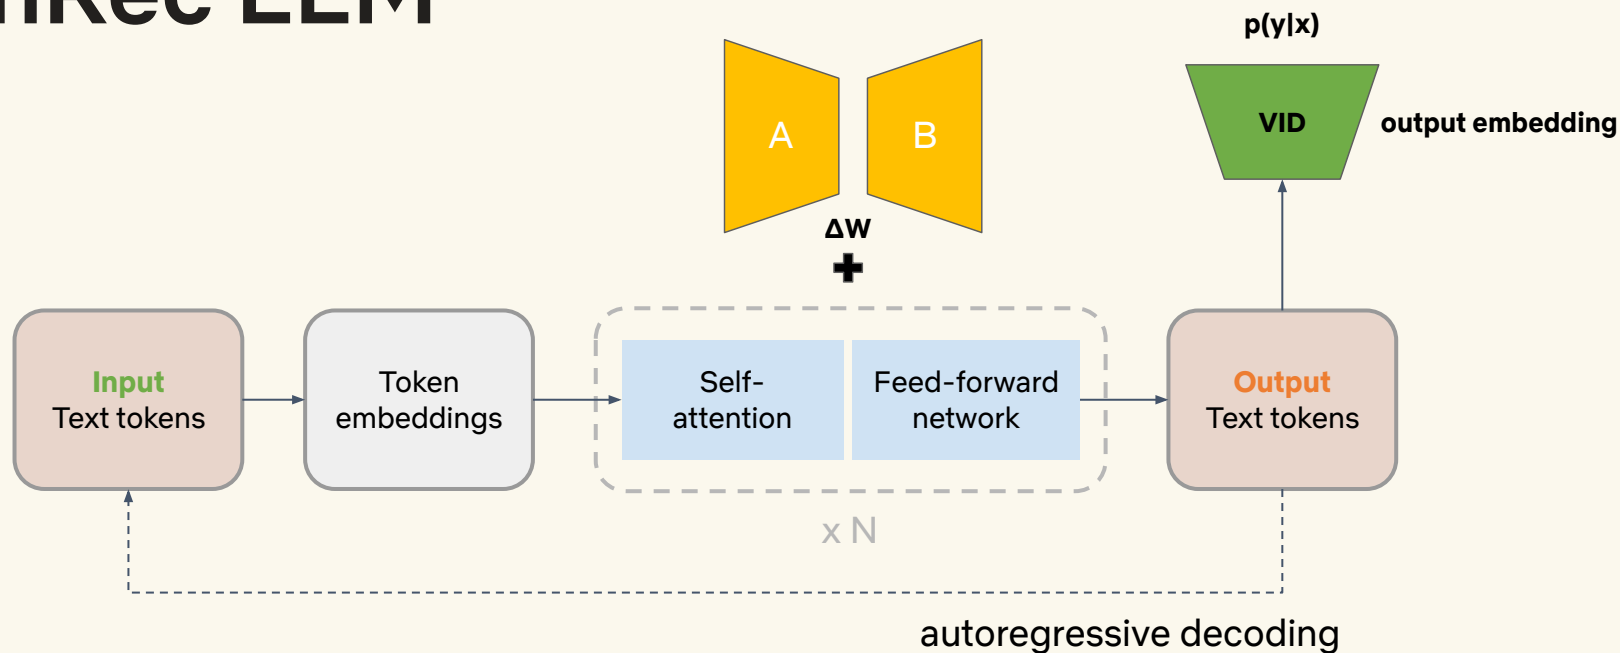 LLM
p(y|x)
A
B
VID
output embedding
ΔW
Input
Text tokens
Token
embeddings
Self-
attention
Feed-forward
network
Output
Text tokens
x N
autoregressive decoding